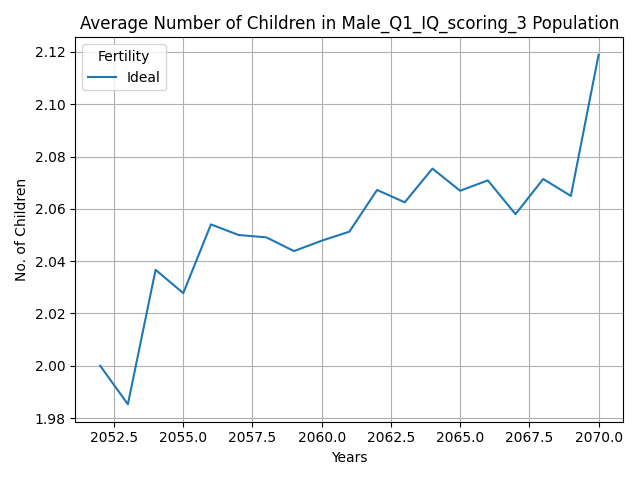 Average Number of Children in Male_Q1_IQ_scoring_3 Population
2.12
2.10
2.08
2.06
2.04
2.02
2.00
1.98
No. of Children
Fertility
Ideal
2052.5 2055.0 2057.5 2060.0 2062.5 2065.0 2067.5 2070.0
Years